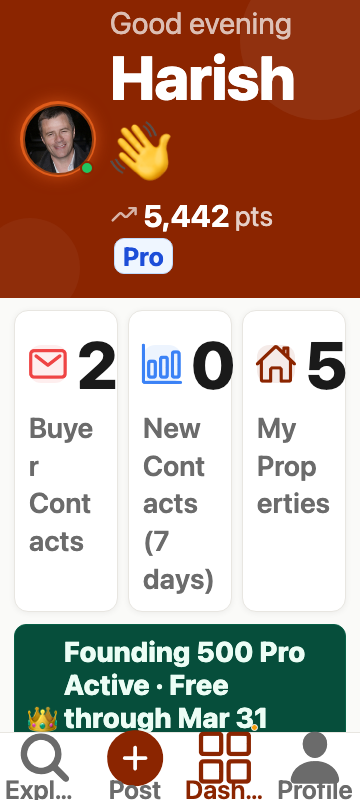 Good evening
Harish
👋
5,442 pts
Pro
2
Buye
r
Cont
acts
0
New
Cont
acts
(7
days)
5
My
Prop
erties
Founding 500 Pro
Active · Free
👑 through Mar 31
Expl...
Post
Dash...
Profile